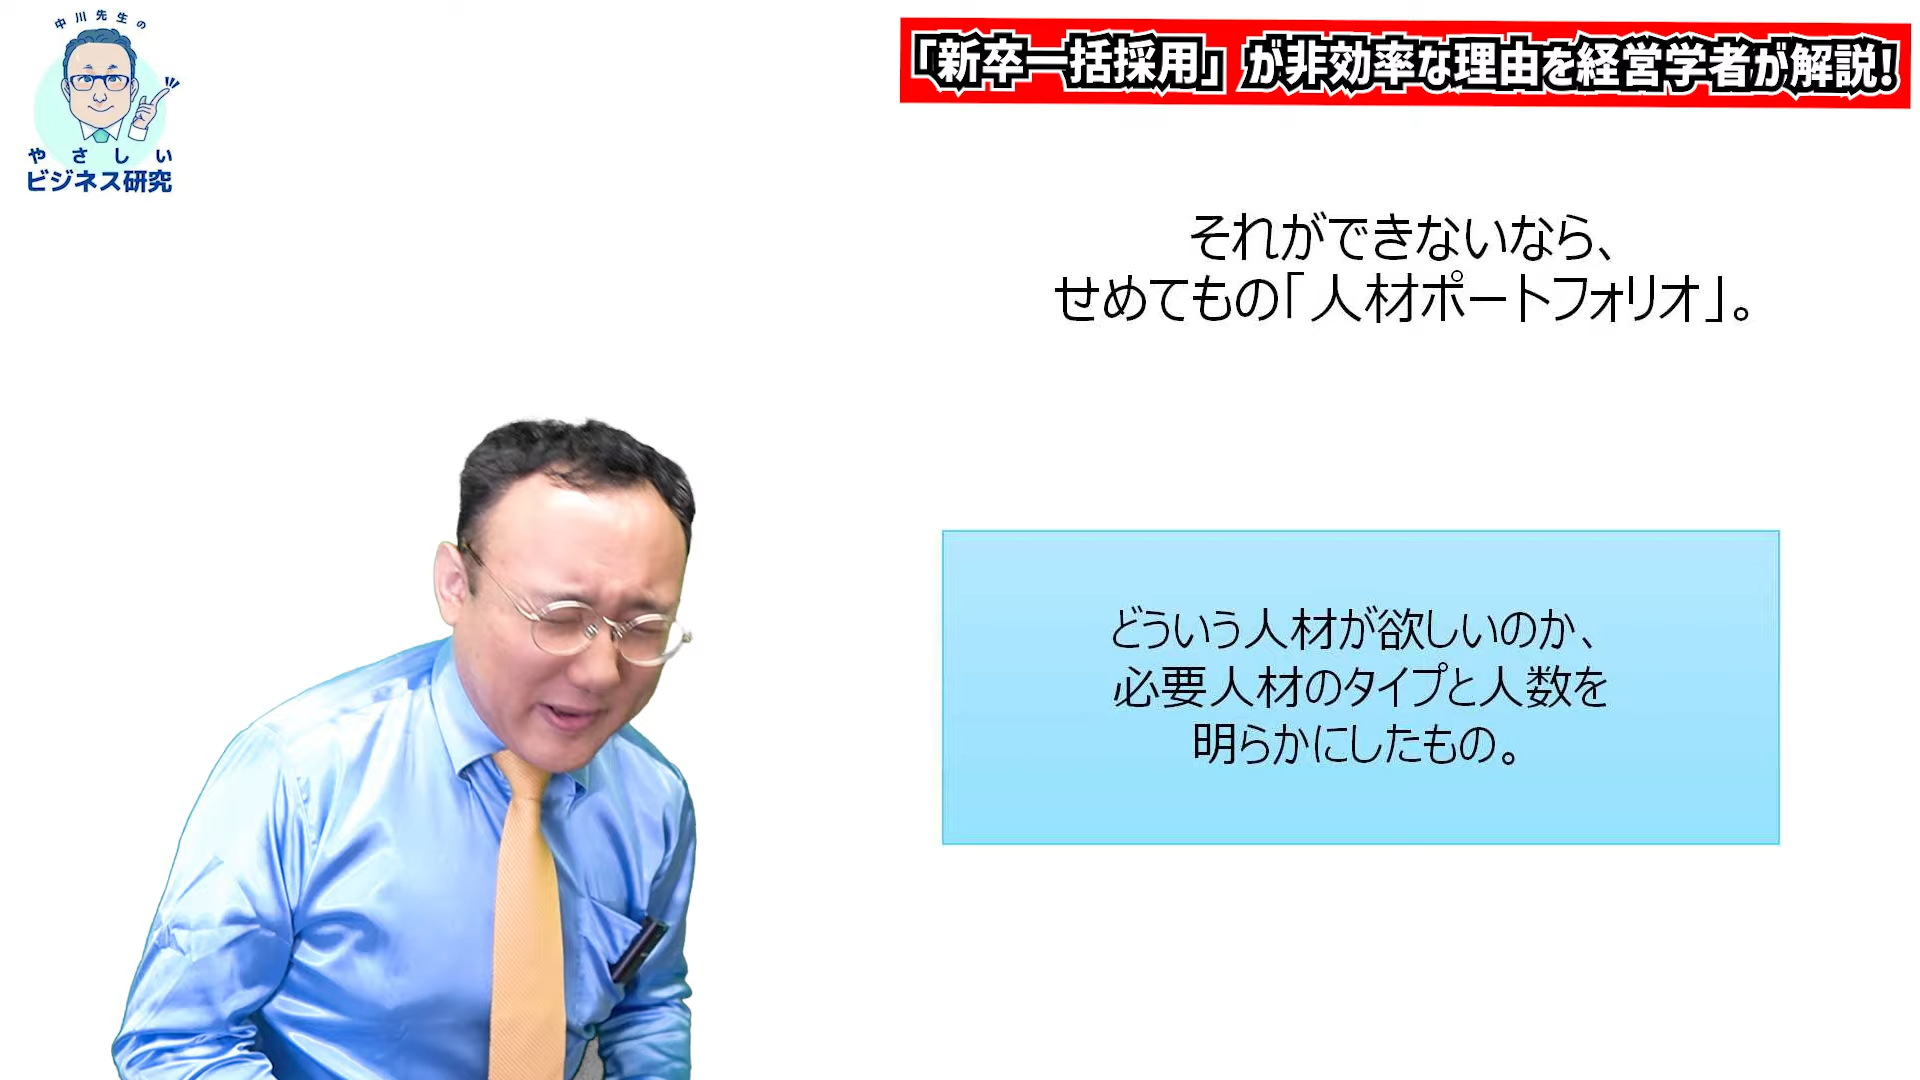 中川先生の
やさしい
ビジネス研究
「新卒一括採用」が非効率な理由を経営学者が解説!
それができないなら、
せめてもの「人材ポートフォリオ」。
どういう人材が欲しいのか、
必要人材のタイプと人数を
明らかにしたもの。